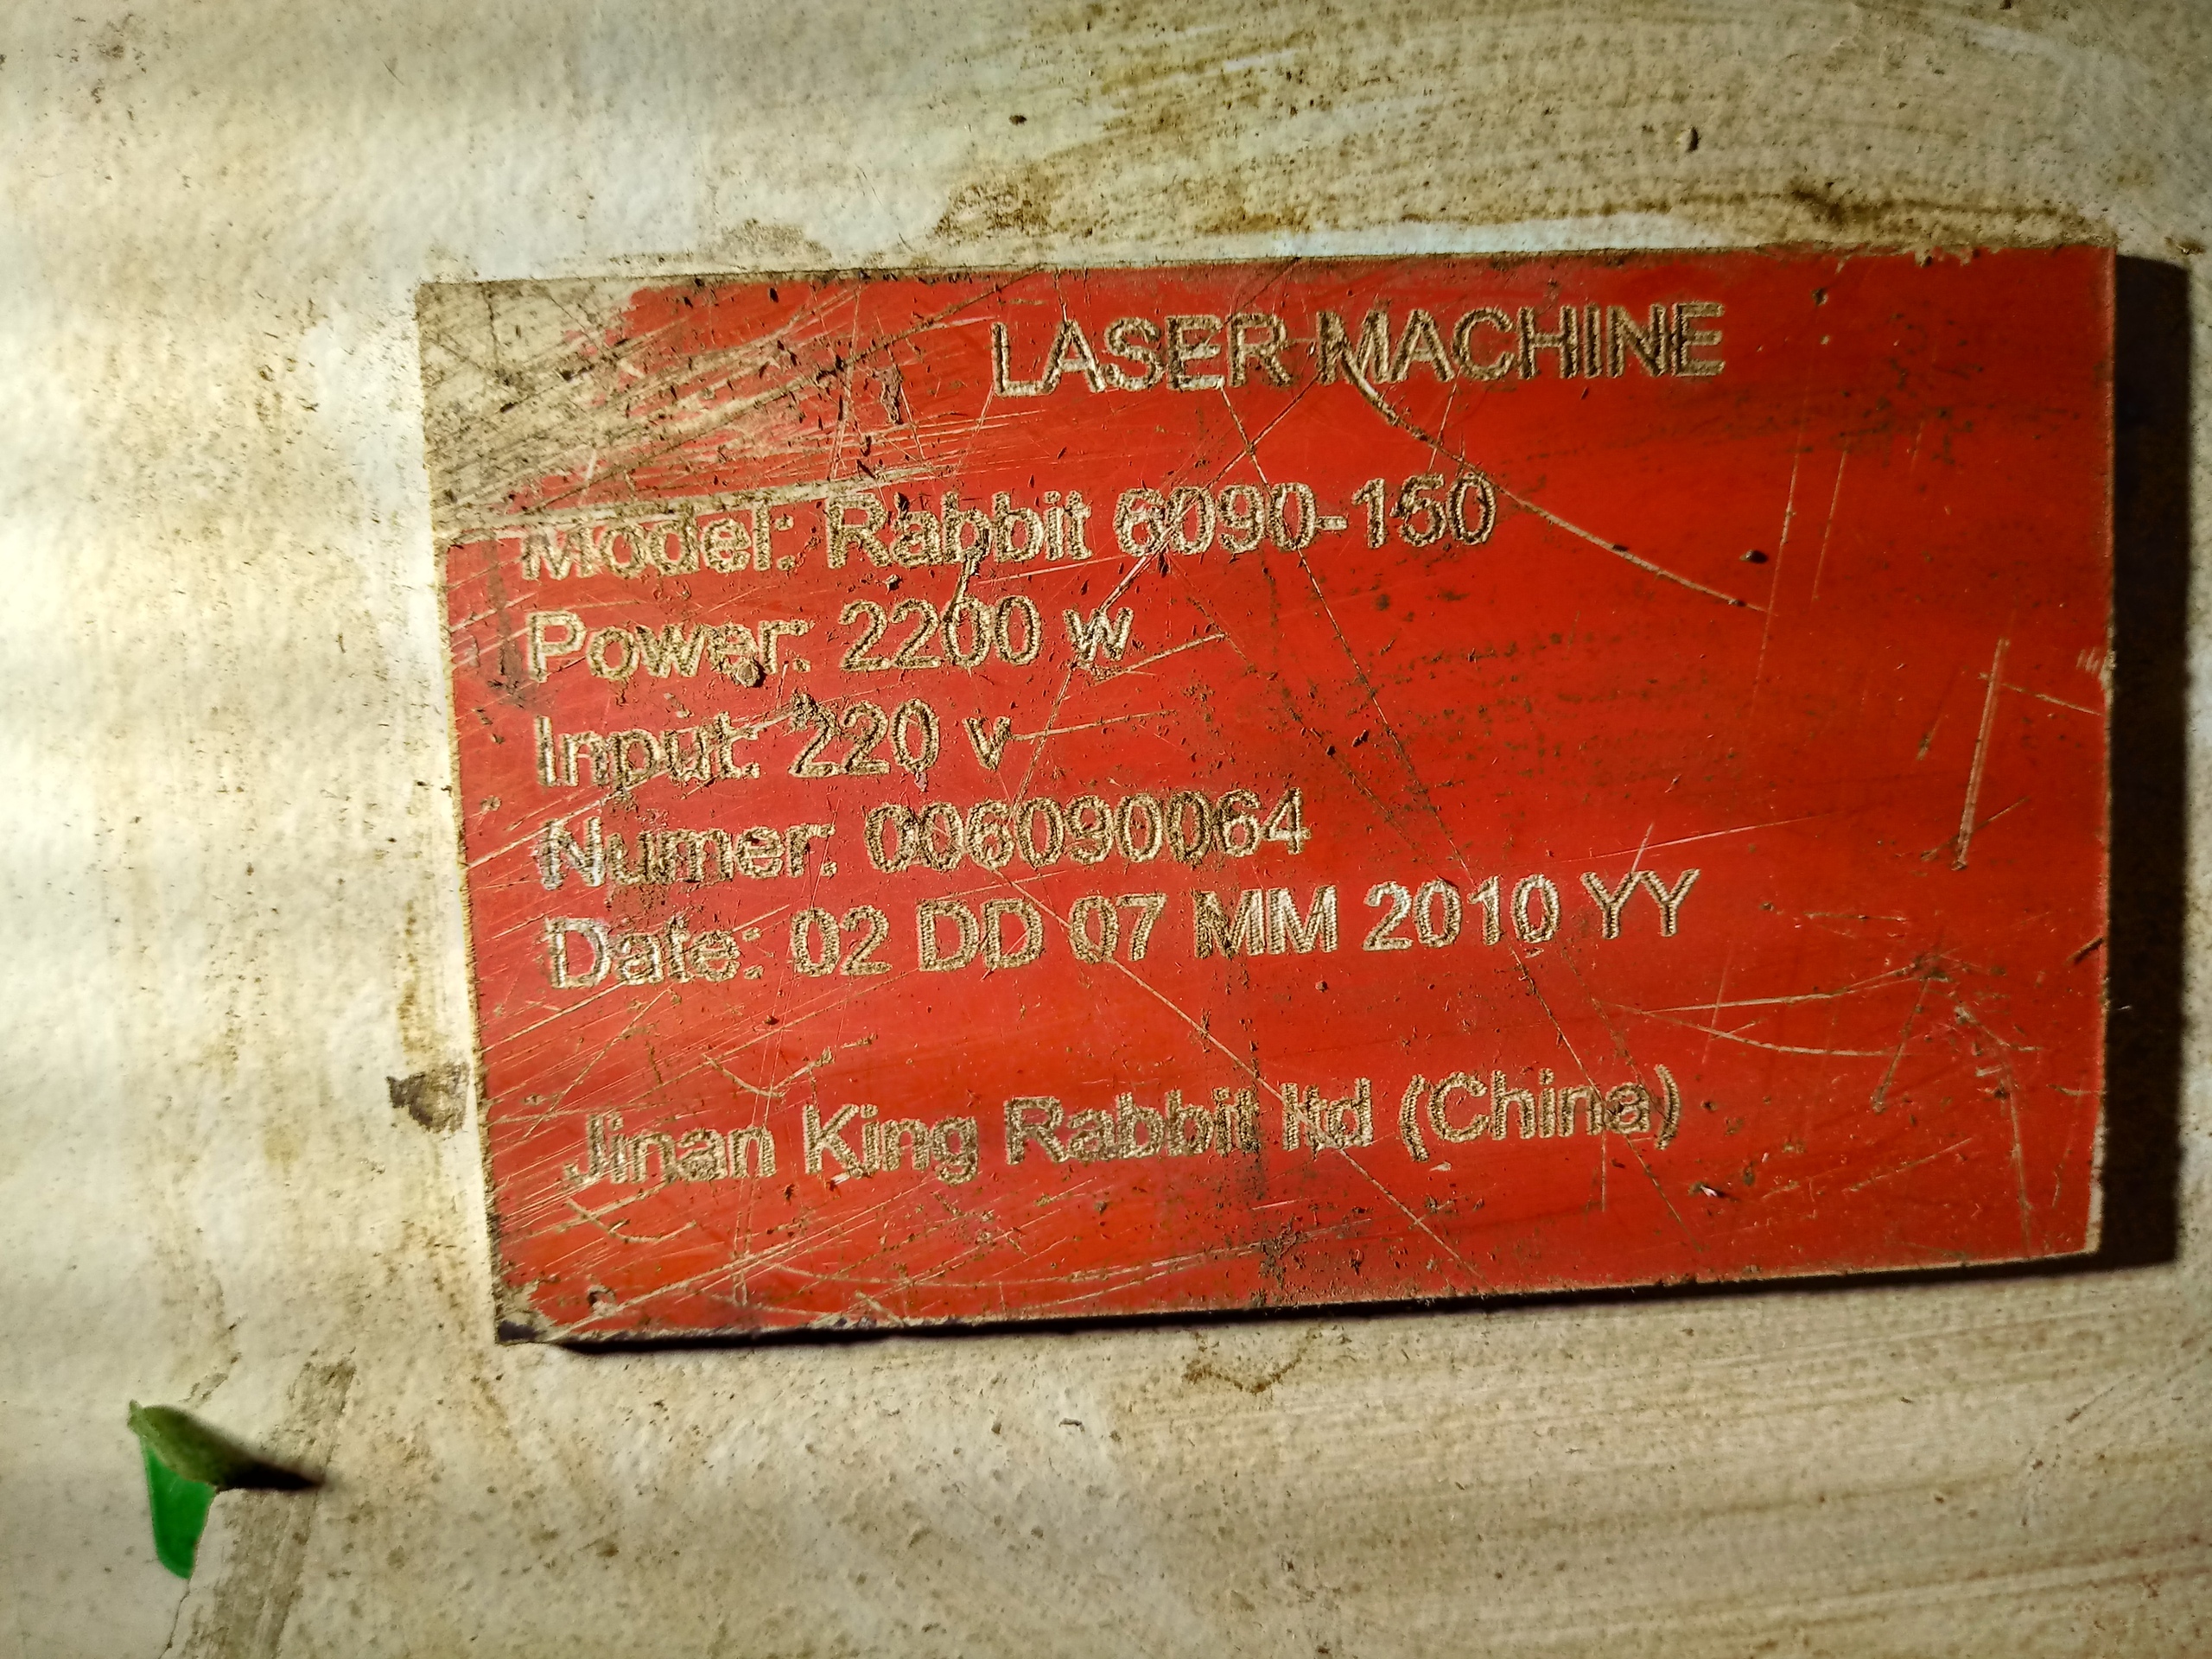 LASER MACHINE
Model: Rabbit 6090-150
Power: 2200 w
Input: 220 v
Numer: 006090064
Date: 02 DD 07 MM 2010 YY
Jinan King Rabbit ltd (China)